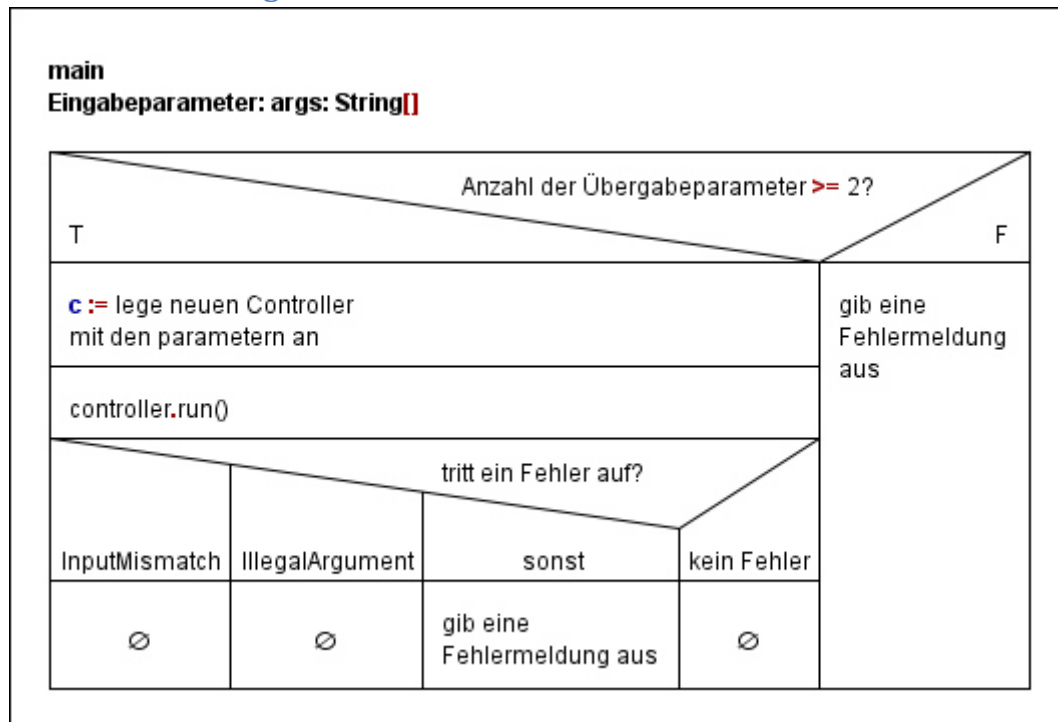 main
Eingabeparameter: args: String[]
Anzahl der Übergabeparameter >= 2?
T
F
c := lege neuen Controller
mit den parametern an
gib eine
Fehlermeldung
aus
controller.run()
tritt ein Fehler auf?
InputMismatch
IllegalArgument
sonst
kein Fehler
∅
∅
gib eine
Fehlermeldung aus
∅